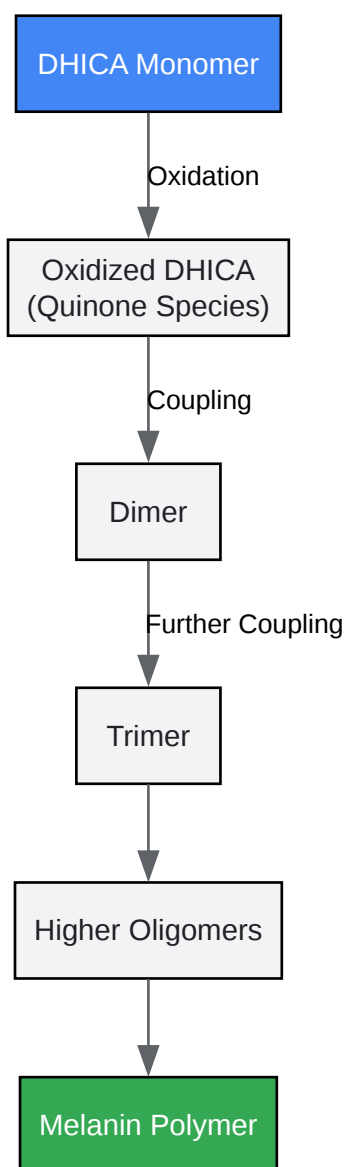 DHICA Monomer
Oxidation
Oxidized DHICA
(Quinone Species)
Coupling
Dimer
Further Coupling
Trimer
Higher Oligomers
Melanin Polymer